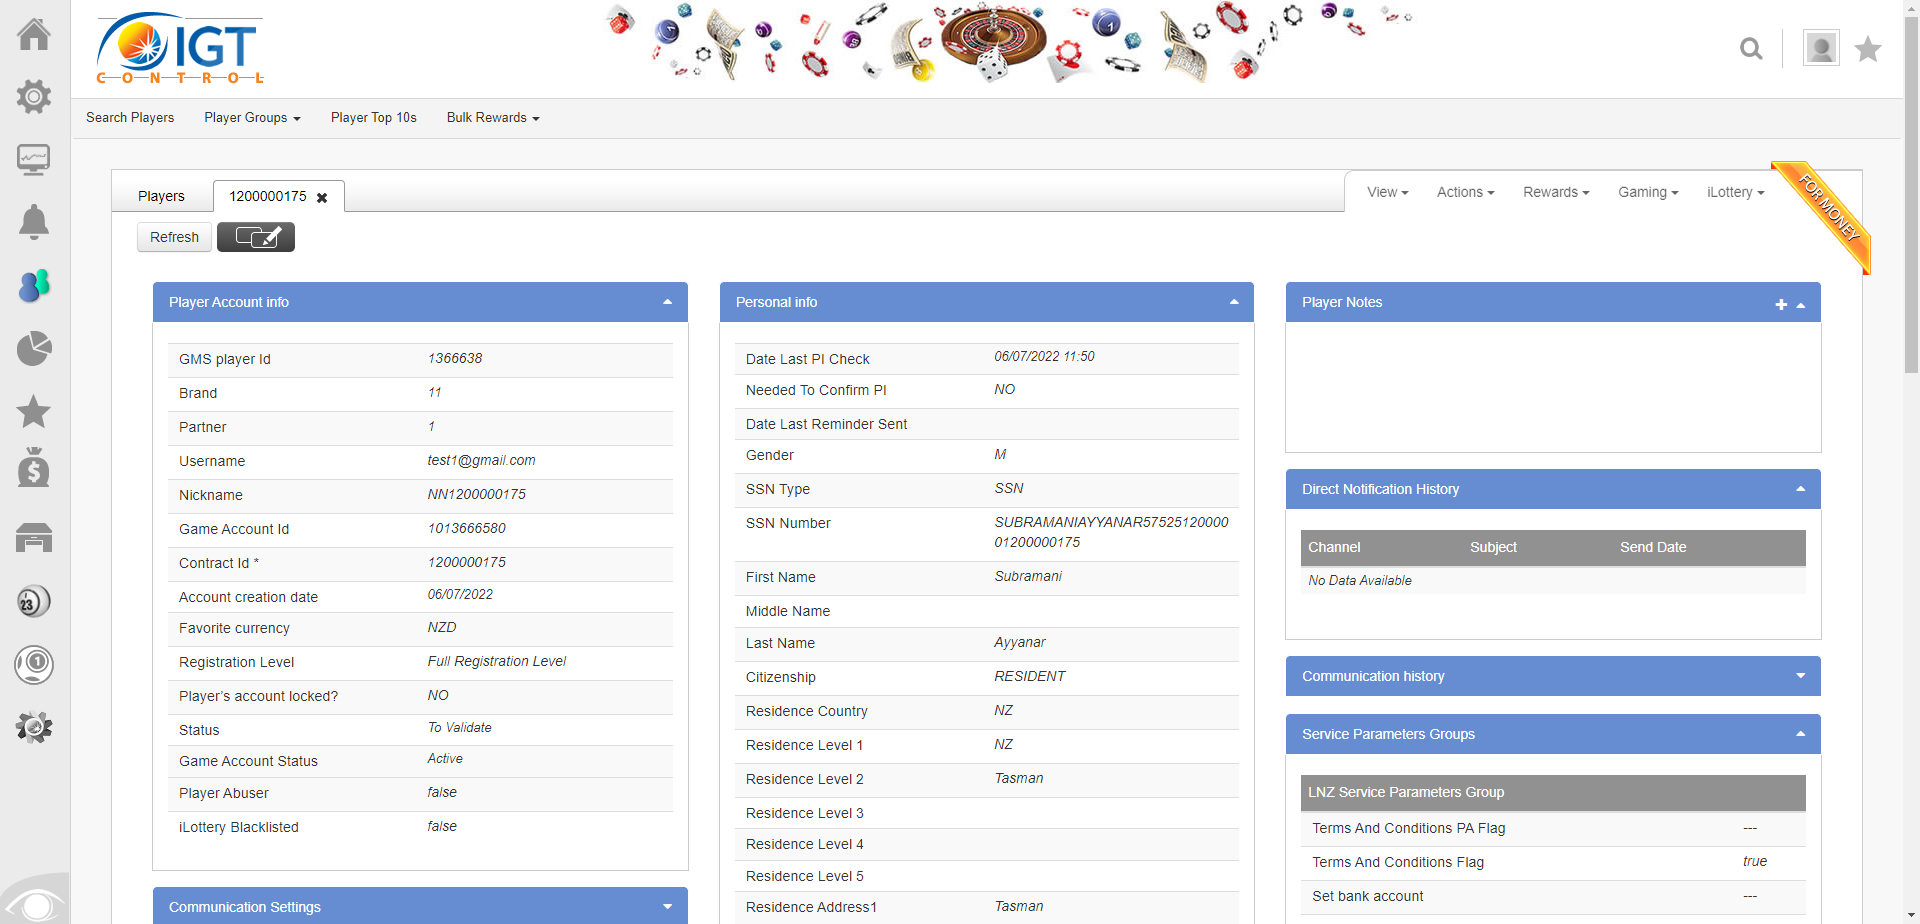 IGT
CONTROL
Search Players
Player Groups
Player Top 10s
Bulk Rewards
Players
1200000175
View
Actions
Rewards
Gaming
iLottery
FOR MONEY
Refresh
Player Account info
GMS player Id 1366638
Brand 11
Partner 1
Username test1@gmail.com
Nickname NN1200000175
Game Account Id 1013666580
Contract Id * 1200000175
Account creation date 06/07/2022
Favorite currency NZD
Registration Level Full Registration Level
Player's account locked? NO
Status To Validate
Game Account Status Active
Player Abuser false
iLottery Blacklisted false
Communication Settings
Personal info
Date Last PI Check 06/07/2022 11:50
Needed To Confirm PI NO
Date Last Reminder Sent
Gender M
SSN Type SSN
SSN Number SUBRAMANIAYYANAR57525120000
01200000175
First Name Subramani
Middle Name
Last Name Ayyanar
Citizenship RESIDENT
Residence Country NZ
Residence Level 1 NZ
Residence Level 2 Tasman
Residence Level 3
Residence Level 4
Residence Level 5
Residence Address1 Tasman
Player Notes
Direct Notification History
Channel Subject Send Date
No Data Available
Communication history
Service Parameters Groups
LNZ Service Parameters Group
Terms And Conditions PA Flag ---
Terms And Conditions Flag true
Set bank account ---
23
1